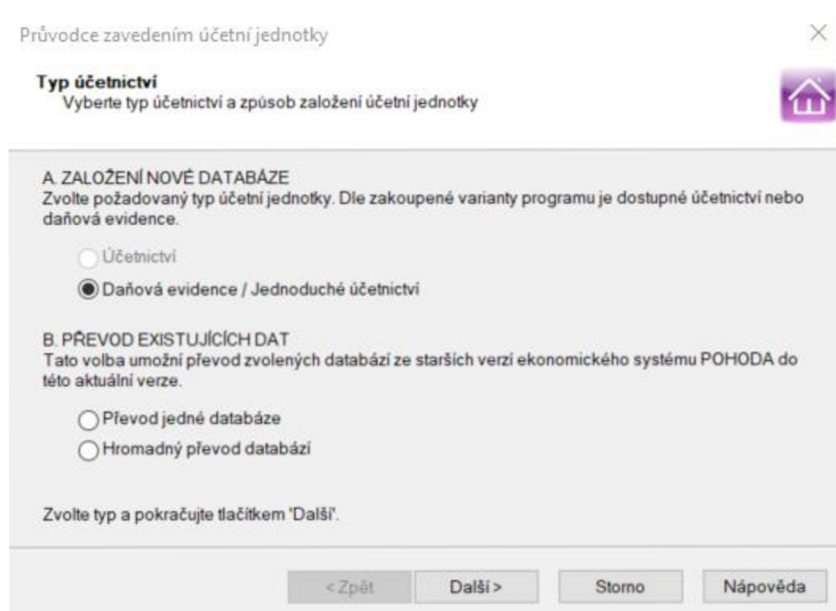 Průvodce zavedením účetní jednotky
Typ účetnictví
Vyberte typ účetnictví a způsob založení účetní jednotky
A. ZALOŽENÍ NOVÉ DATABÁZE
Zvolte požadovaný typ účetní jednotky. Dle zakoupené varianty programu je dostupné účetnictví nebo
daňová evidence.
Účetnictví
Daňová evidence / Jednoduché účetnictví
B. PŘEVOD EXISTUJÍCÍCH DAT
Tato volba umožní převod zvolených databází ze starších verzí ekonomického systému POHODA do
této aktuální verze.
Převod jedné databáze
Hromadný převod databází
Zvolte typ a pokračujte tlačítkem 'Další'.
< Zpět Další > Storno Nápověda